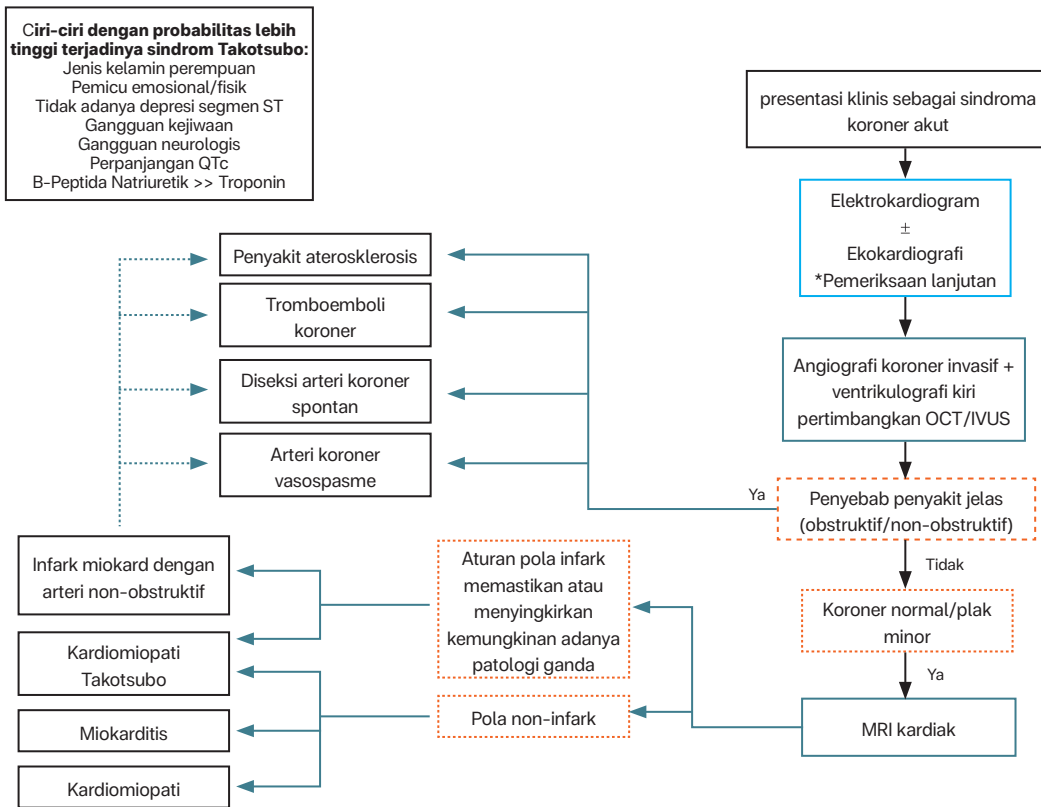 Ciri-ciri dengan probabilitas lebih
tinggi terjadinya sindrom Takotsubo:
Jenis kelamin perempuan
Pemicu emosional/fisik
Tidak adanya depresi segmen ST
Gangguan kejiwaan
Gangguan neurologis
Perpanjangan QTc
B-Peptida Natriuretik >> Troponin
presentasi klinis sebagai sindroma
koroner akut
Elektrokardiogram
±
Ekokardiografi
*Pemeriksaan lanjutan
Angiografi koroner invasif +
ventrikulografi kiri
pertimbangkan OCT/IVUS
Penyebab penyakit jelas
(obstruktif/non-obstruktif)
Ya
Tidak
Penyakit aterosklerosis
Tromboemboli
koroner
Diseksi arteri koroner
spontan
Arteri koroner
vasospasme
Koroner normal/plak
minor
Ya
MRI kardiak
Aturan pola infark
memastikan atau
menyingkirkan
kemungkinan adanya
patologi ganda
Pola non-infark
Infark miokard dengan
arteri non-obstruktif
Kardiomiopati
Takotsubo
Miokarditis
Kardiomiopati